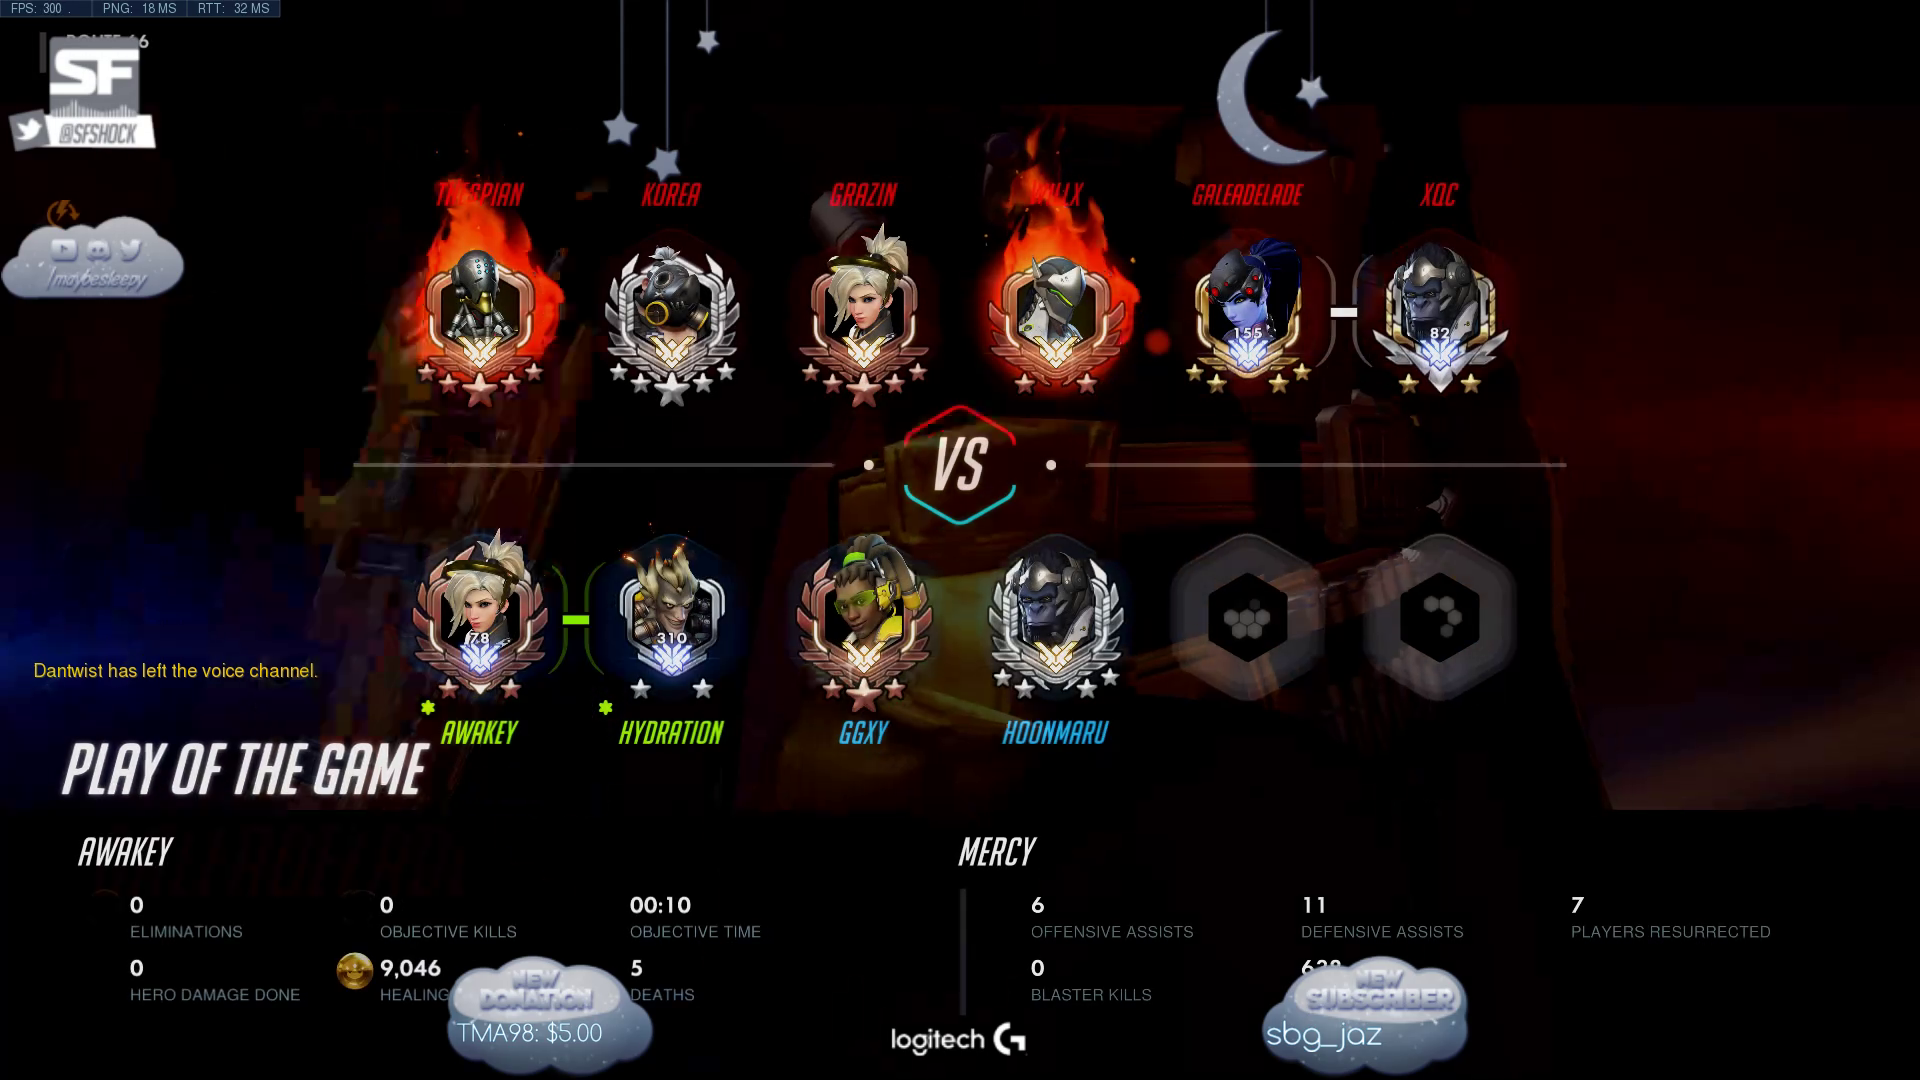 FPS: 300 . PNG: 18 MS RTT: 32 MS
SF
@SFSHOCK
/maybesleepy
TRESPIAN KOREA GRAZIN WILLX GALEADELADE XQC
155 82
VS
78 310
AWAKEY HYDRATION GGXY HOONMARU
Dantwist has left the voice channel.
PLAY OF THE GAME
AWAKEY
0 0 00:10
ELIMINATIONS OBJECTIVE KILLS OBJECTIVE TIME
0 9,046 5
HERO DAMAGE DONE HEALING DEATHS
MERCY
6 11 7
OFFENSIVE ASSISTS DEFENSIVE ASSISTS PLAYERS RESURRECTED
0
BLASTER KILLS
NEW DONATION
TMA98: $5.00
logitech G
NEW SUBSCRIBER
sbg_jaz